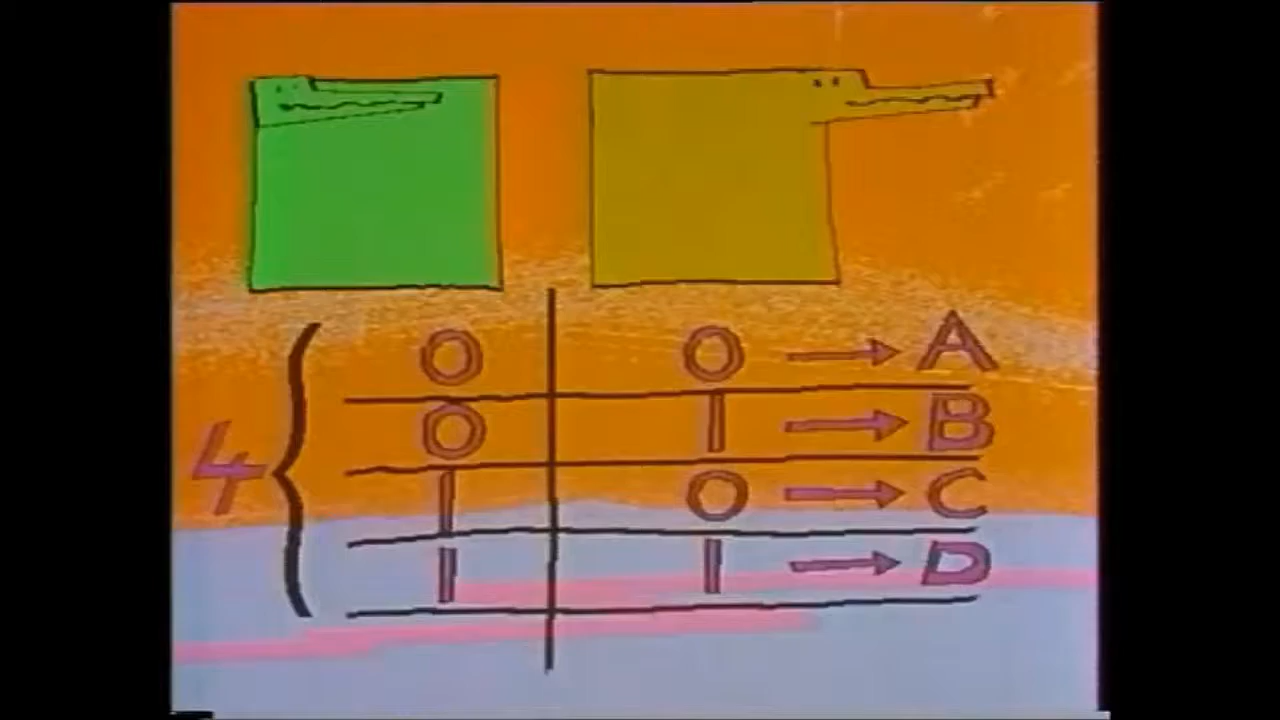 0 0 → A
0 1 → B
4
1 0 → C
1 1 → D